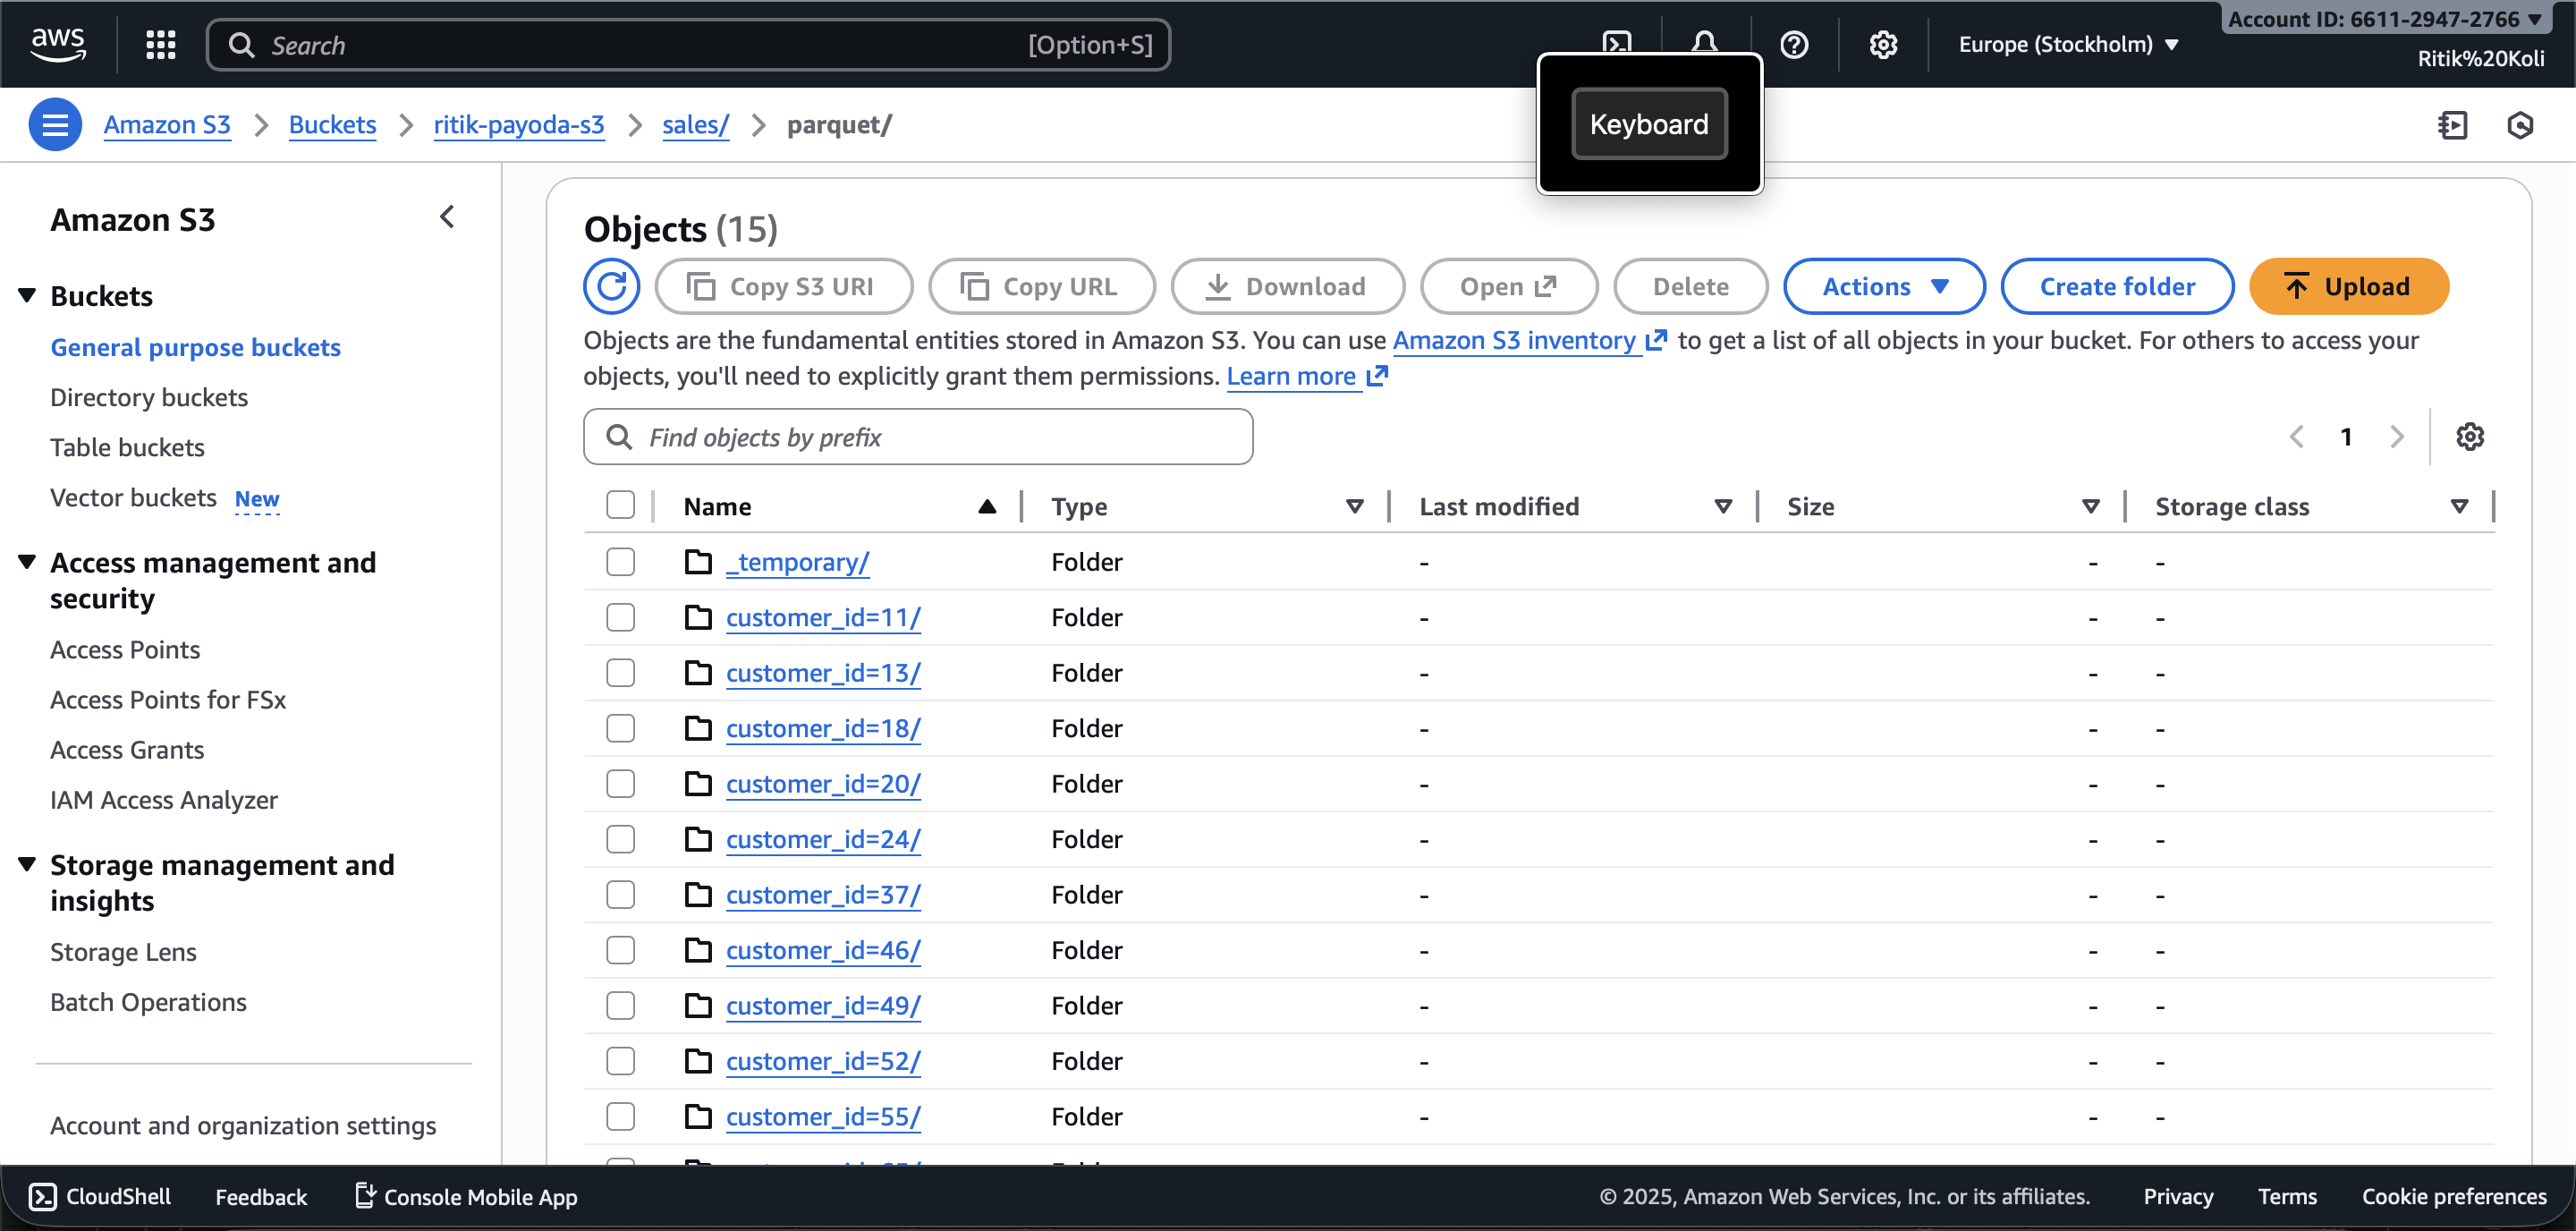 aws
Search [Option+S]
Europe (Stockholm)
Account ID: 6611-2947-2766
Ritik%20Koli
Keyboard
Amazon S3 Buckets ritik-payoda-s3 sales/ parquet/
Amazon S3
Buckets
General purpose buckets
Directory buckets
Table buckets
Vector buckets New
Access management and
security
Access Points
Access Points for FSx
Access Grants
IAM Access Analyzer
Storage management and
insights
Storage Lens
Batch Operations
Account and organization settings
Objects (15)
Copy S3 URI Copy URL Download Open Delete Actions Create folder Upload
Objects are the fundamental entities stored in Amazon S3. You can use Amazon S3 inventory to get a list of all objects in your bucket. For others to access your
objects, you'll need to explicitly grant them permissions. Learn more
Find objects by prefix
1
Name Type Last modified Size Storage class
_temporary/ Folder - - -
customer_id=11/ Folder - - -
customer_id=13/ Folder - - -
customer_id=18/ Folder - - -
customer_id=20/ Folder - - -
customer_id=24/ Folder - - -
customer_id=37/ Folder - - -
customer_id=46/ Folder - - -
customer_id=49/ Folder - - -
customer_id=52/ Folder - - -
customer_id=55/ Folder - - -
CloudShell Feedback Console Mobile App © 2025, Amazon Web Services, Inc. or its affiliates. Privacy Terms Cookie preferences